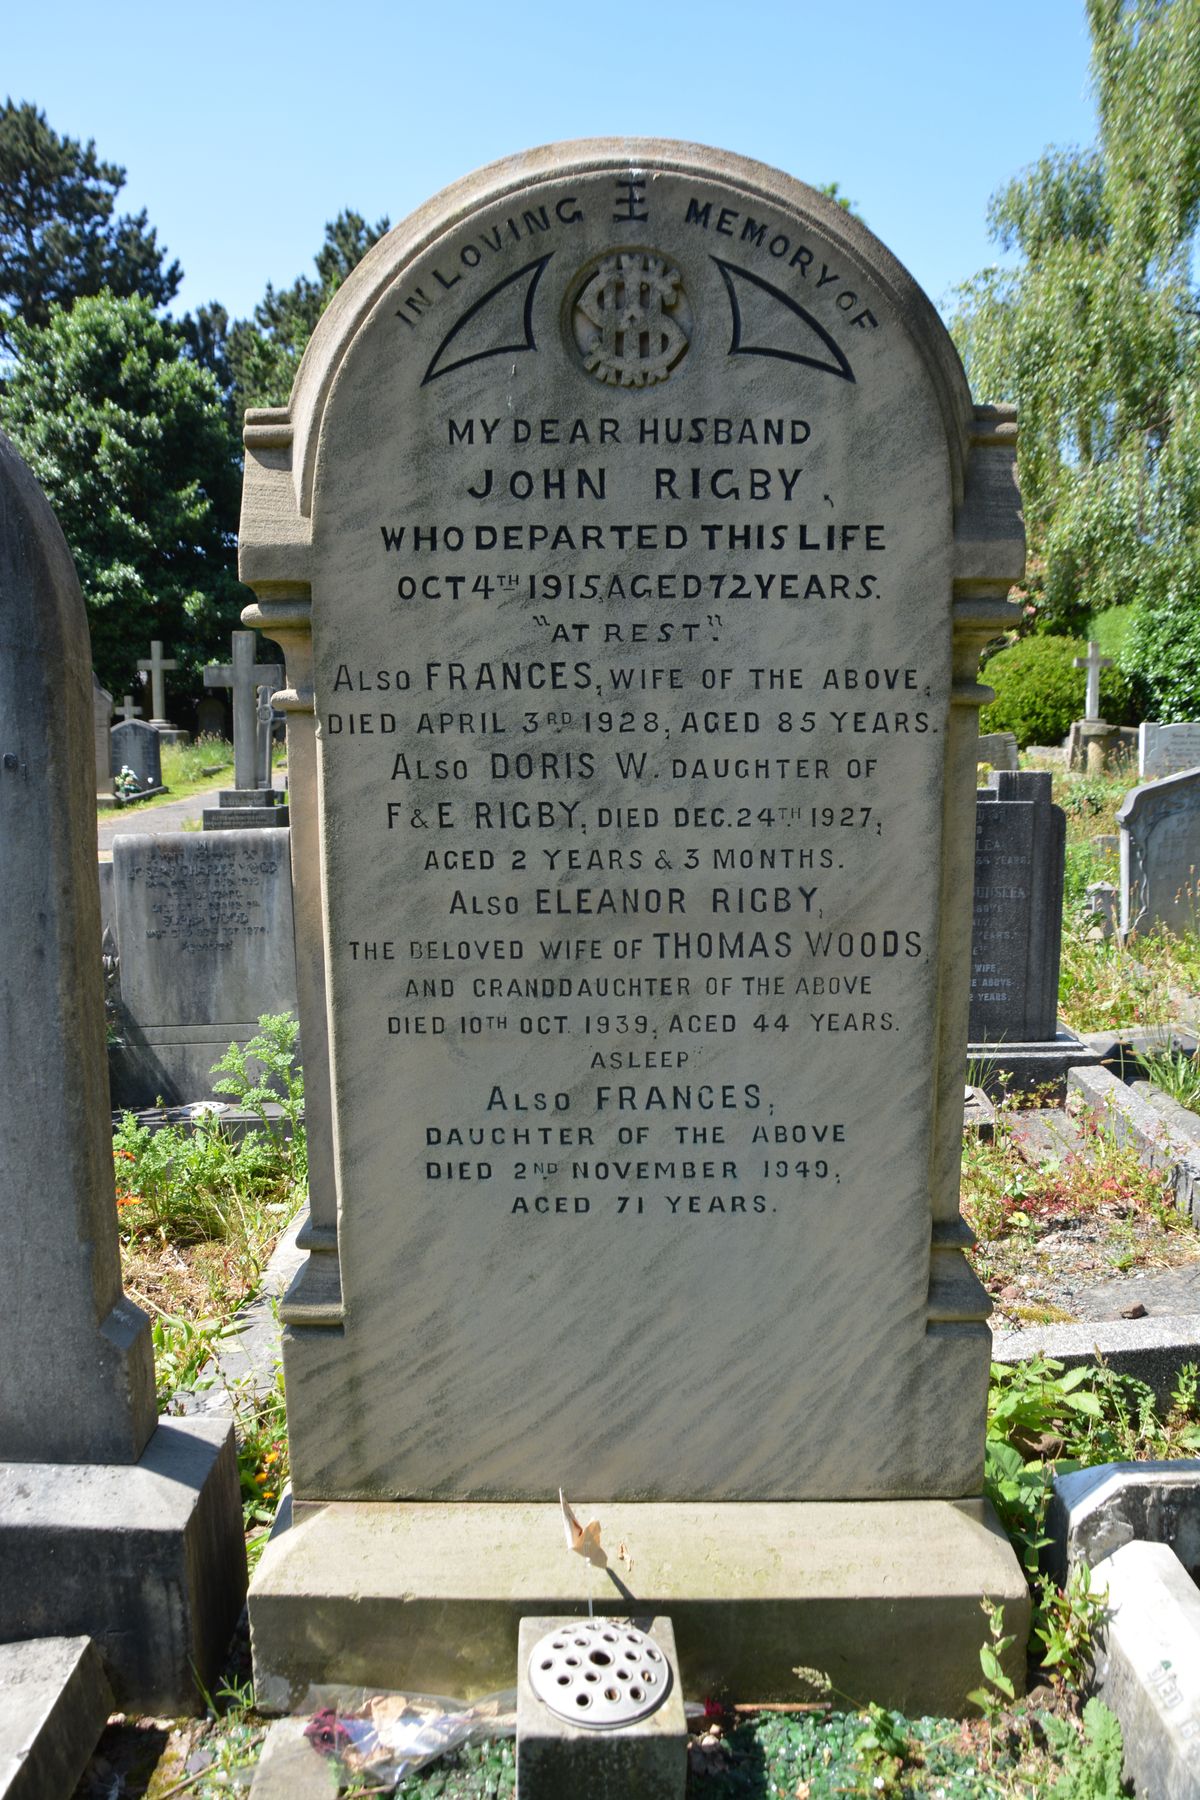 IN LOVING MEMORY OF
IHS
MY DEAR HUSBAND
JOHN RIGBY,
WHO DEPARTED THIS LIFE
OCT 4TH 1915, AGED 72 YEARS.
"AT REST".
ALSO FRANCES, WIFE OF THE ABOVE,
DIED APRIL 3RD 1928, AGED 85 YEARS.
ALSO DORIS W. DAUGHTER OF
F & E RIGBY, DIED DEC. 24TH 1927,
AGED 2 YEARS & 3 MONTHS.
ALSO ELEANOR RIGBY,
THE BELOVED WIFE OF THOMAS WOODS,
AND GRANDDAUGHTER OF THE ABOVE
DIED 10TH OCT. 1939, AGED 44 YEARS.
ASLEEP
ALSO FRANCES,
DAUGHTER OF THE ABOVE
DIED 2ND NOVEMBER 1949,
AGED 71 YEARS.